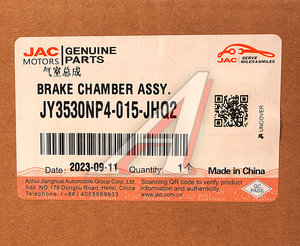 JAC MOTORS GENUINE PARTS
JAC SERVE MILES & SMILES
气室总成
BRAKE CHAMBER ASSY.
JY3530NP4-015-JHQ2
UNCOVER
Date: 2023-09-11 Quantity: 1个
Made in China
Anhui Jianghuai Automobile Group Corp., Ltd.
Add: NO.176 Dongliu Road, Hefei, China
Telephone: +86 4008889933
Scanning QR code to verify product
information and authenticity.
www.jac.com.cn
QC
PASS